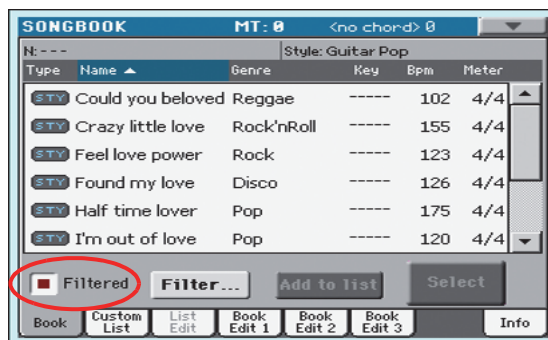 SONGBOOK MT: 0 <no chord> 0
N: --- Style: Guitar Pop
Type Name Genre Key Bpm Meter
STY Could you beloved Reggae ----- 102 4/4
STY Crazy little love Rock'nRoll ----- 155 4/4
STY Feel love power Rock ----- 123 4/4
STY Found my love Disco ----- 126 4/4
STY Half time lover Pop ----- 175 4/4
STY I'm out of love Pop ----- 120 4/4
Filtered Filter... Add to list Select
Book Custom List List Edit Book Edit 1 Book Edit 2 Book Edit 3 Info